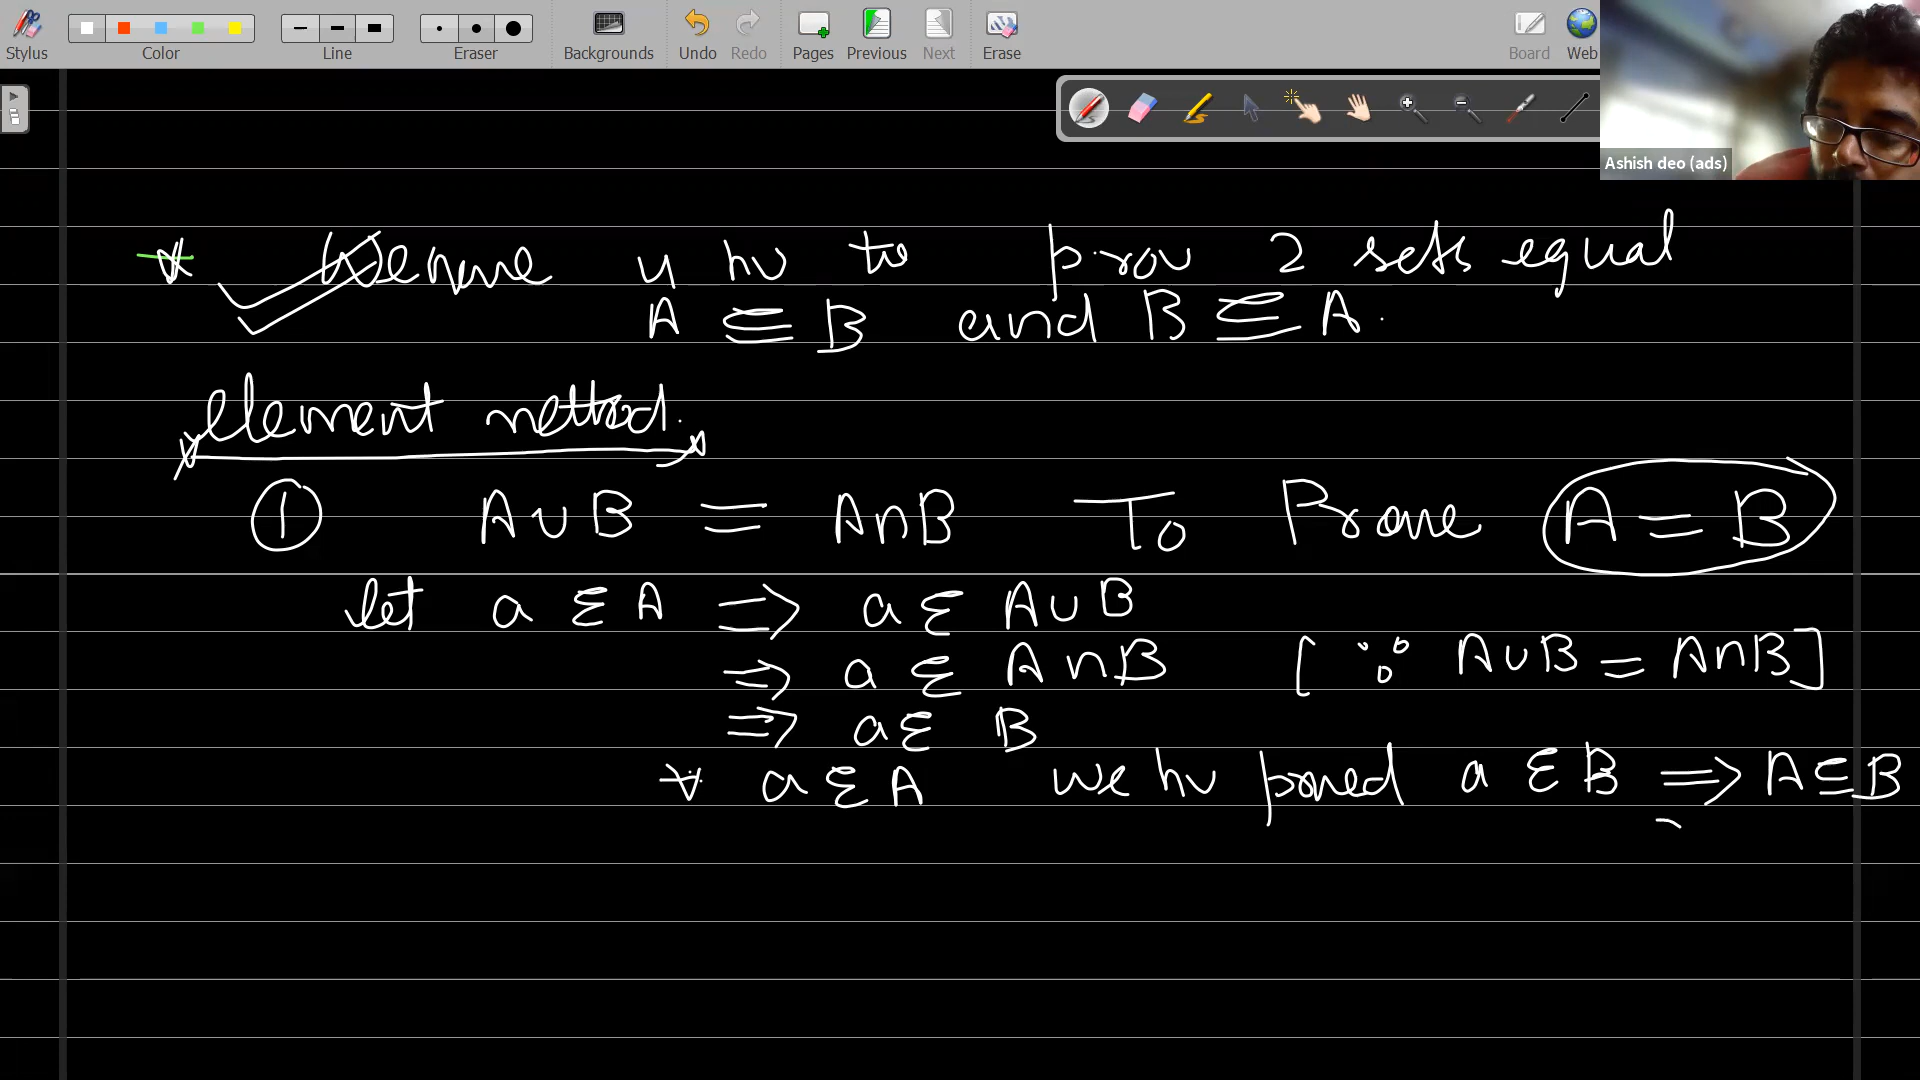 Stylus Color Line Eraser Backgrounds Undo Redo Pages Previous Next Erase Board Web
Ashish deo (ads)
u hv to prov 2 sets equal
A ⊆ B and B ⊆ A.
element method.
① A∪B = A∩B To Prove A = B
let a ∈ A ⇒ a ∈ A∪B
⇒ a ∈ A∩B [∵ A∪B = A∩B]
⇒ a ∈ B
∀ a ∈ A we hv proved a ∈ B ⇒ A ⊆ B